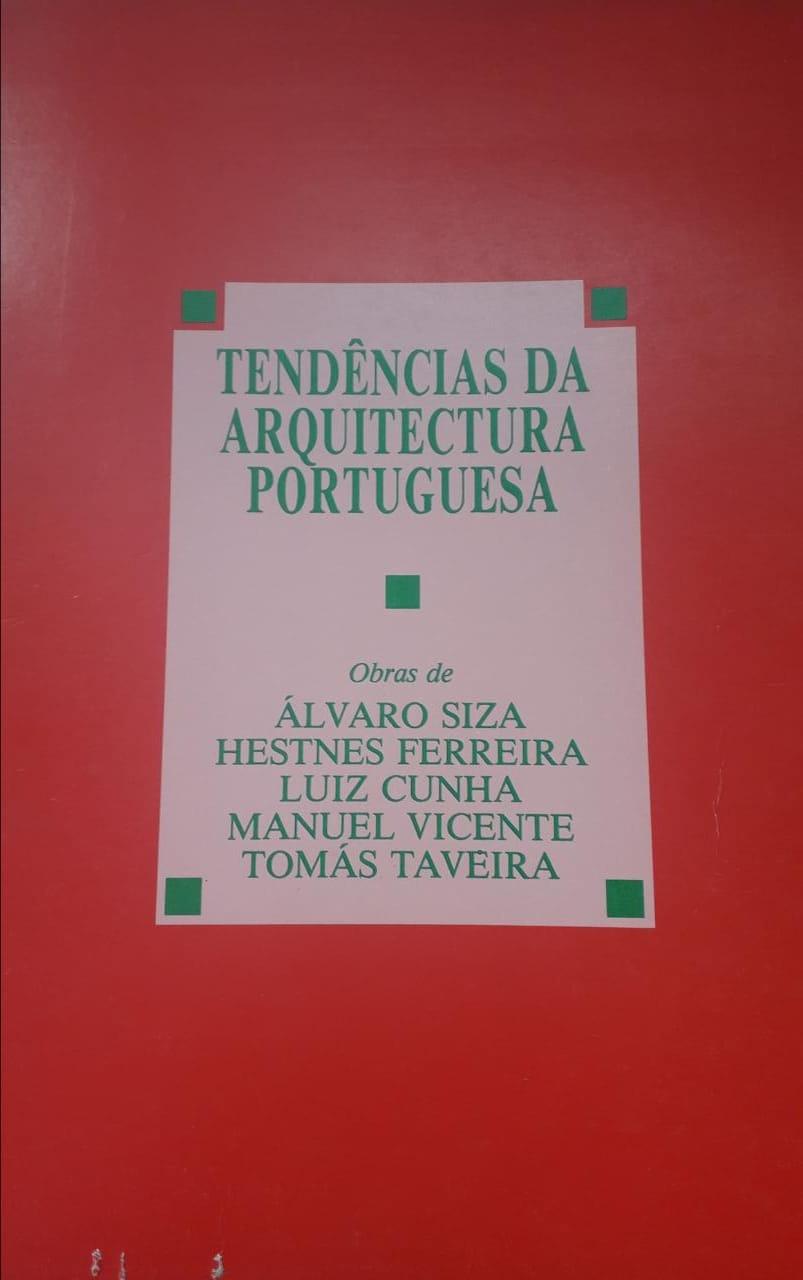 TENDÊNCIAS DA
ARQUITECTURA
PORTUGUESA
Obras de
ÁLVARO SIZA
HESTNES FERREIRA
LUIZ CUNHA
MANUEL VICENTE
TOMÁS TAVEIRA